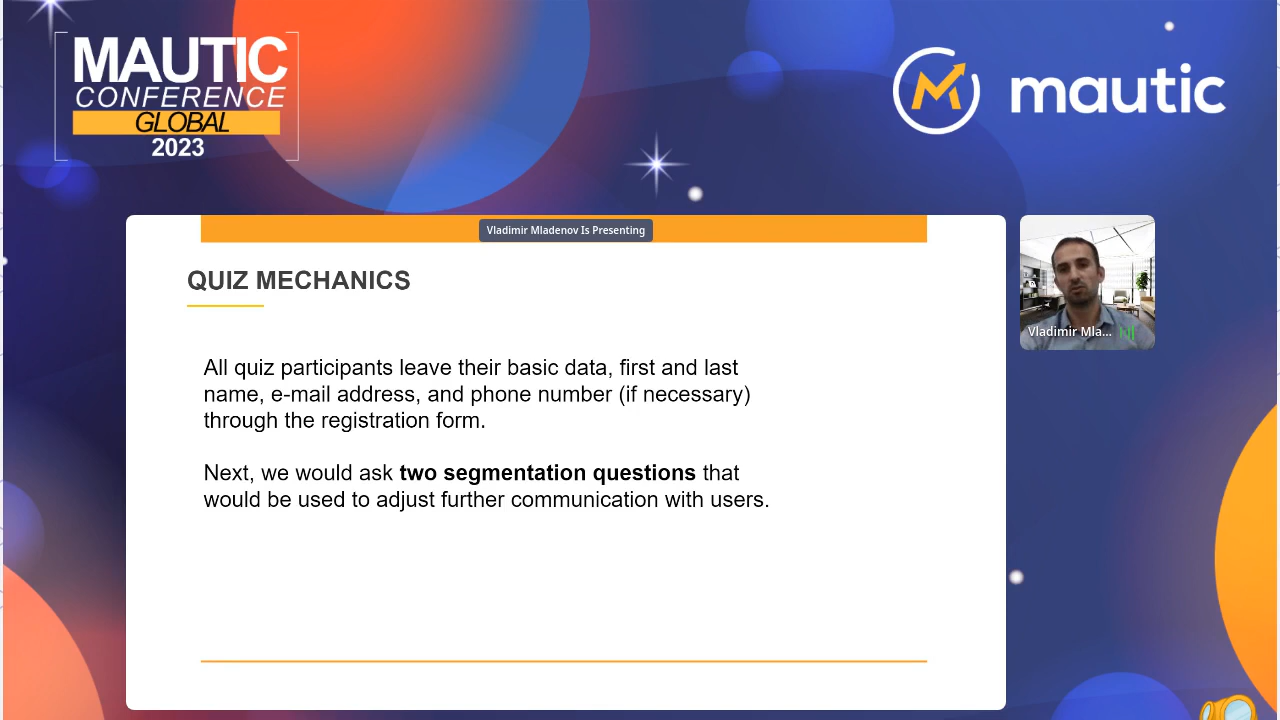 MAUTIC
CONFERENCE
GLOBAL
2023
mautic
Vladimir Mladenov Is Presenting
QUIZ MECHANICS
All quiz participants leave their basic data, first and last
name, e-mail address, and phone number (if necessary)
through the registration form.
Next, we would ask two segmentation questions that
would be used to adjust further communication with users.
Vladimir Mla...